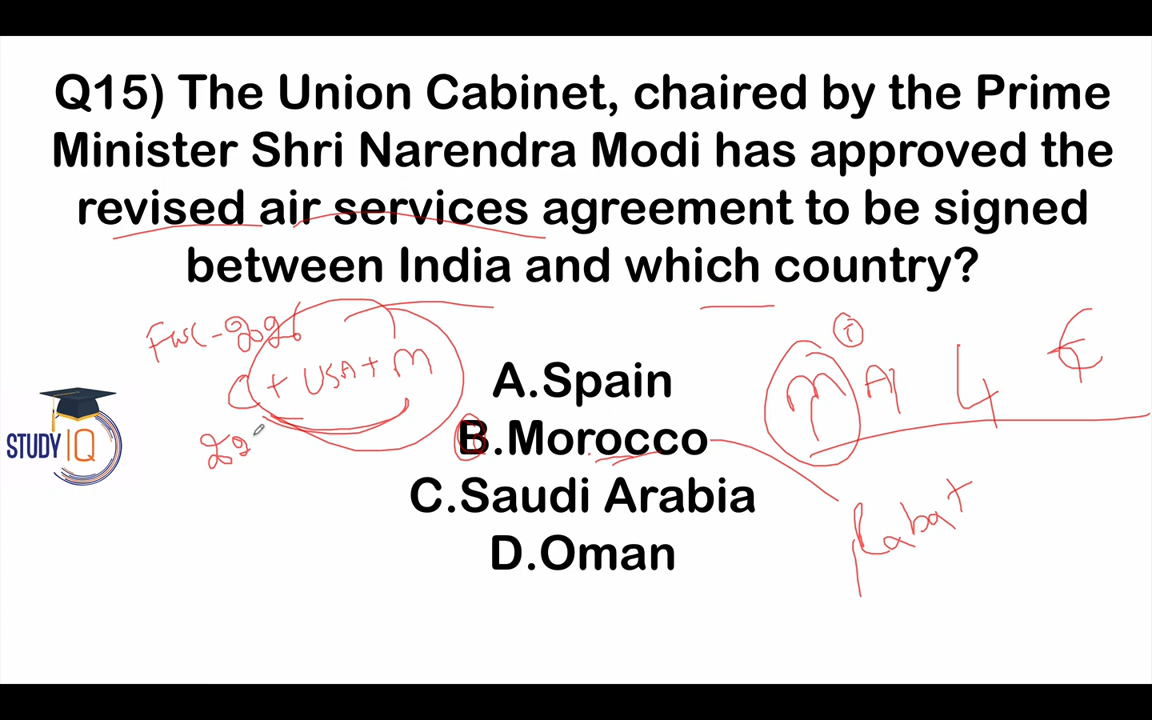 Q15) The Union Cabinet, chaired by the Prime
Minister Shri Narendra Modi has approved the
revised air services agreement to be signed
between India and which country?
+ USA + M
A.Spain
B.Morocco
C.Saudi Arabia
D.Oman
Rabat
STUDY IQ